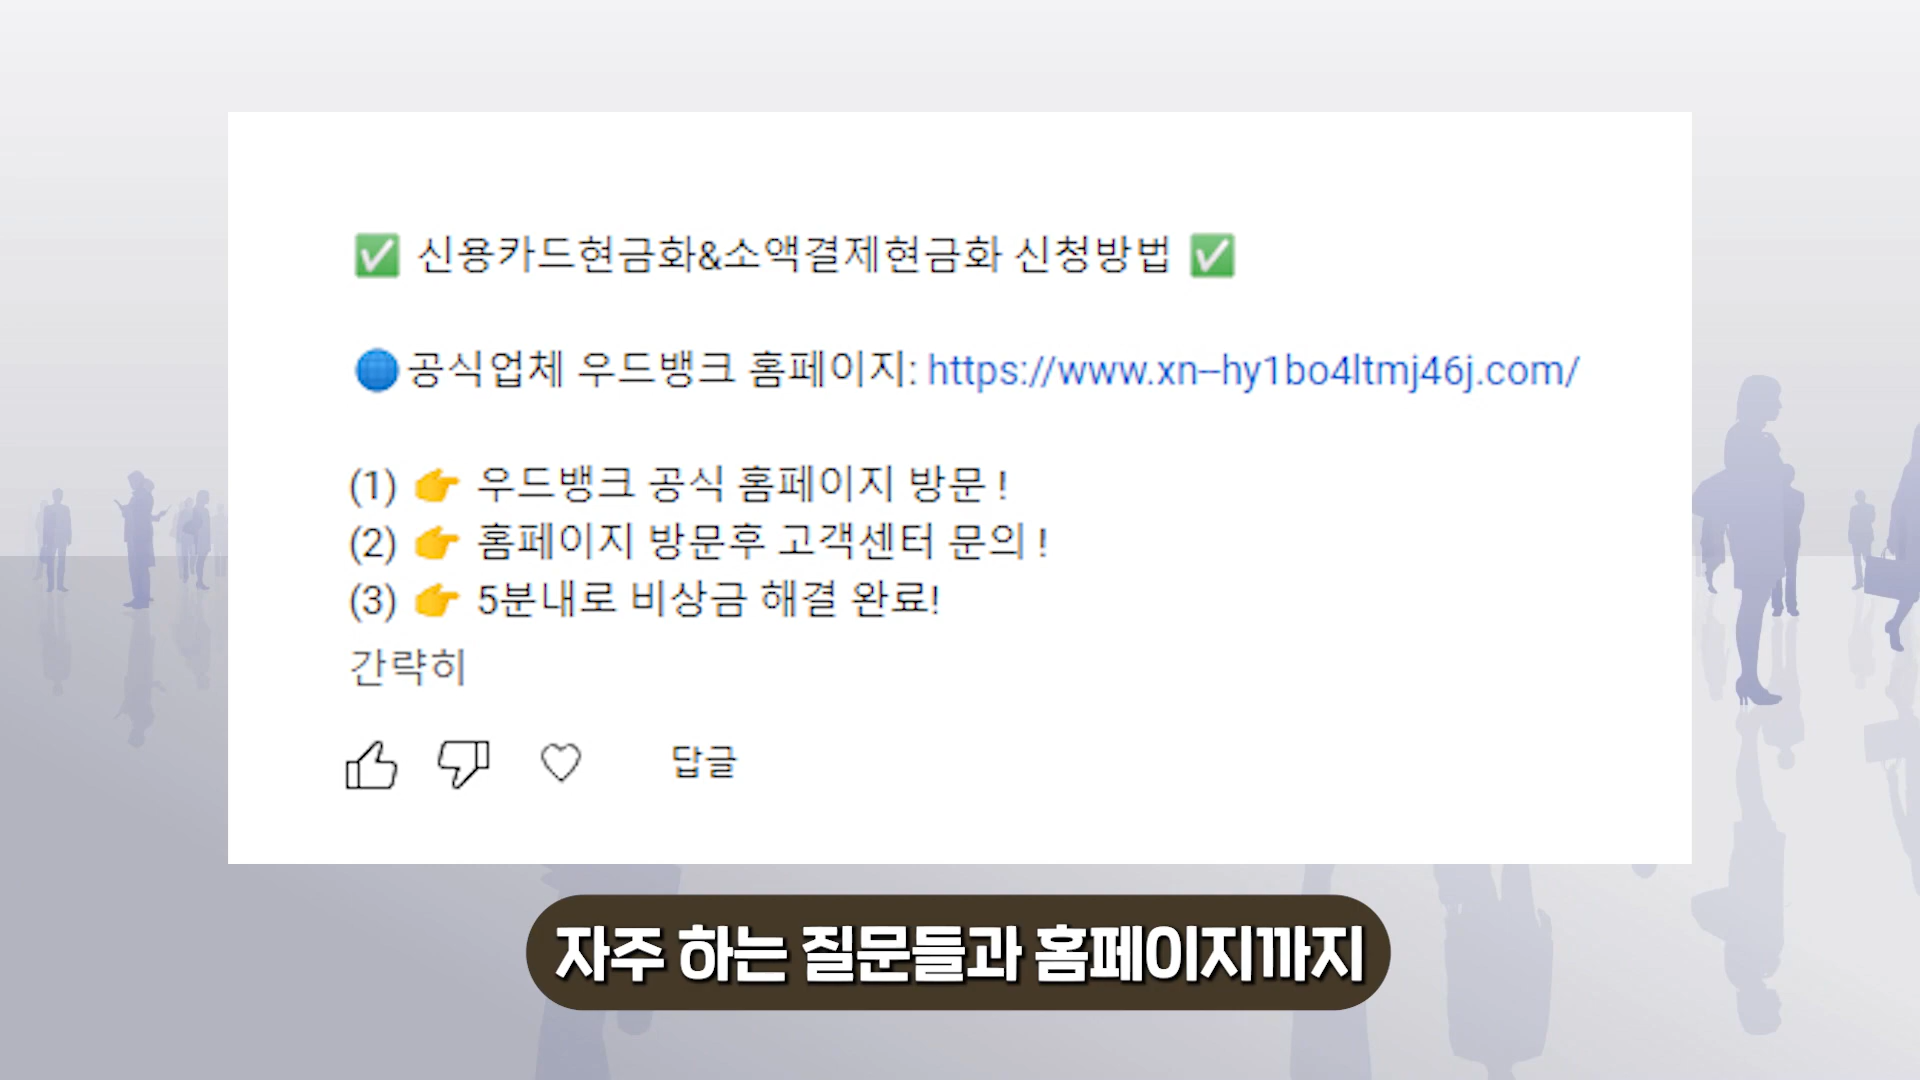 ✅ 신용카드현금화&소액결제현금화 신청방법 ✅
🔵공식업체 우드뱅크 홈페이지: https://www.xn--hy1bo4ltmj46j.com/
(1) 👉 우드뱅크 공식 홈페이지 방문 !
(2) 👉 홈페이지 방문후 고객센터 문의 !
(3) 👉 5분내로 비상금 해결 완료!
간략히
답글
자주 하는 질문들과 홈페이지까지